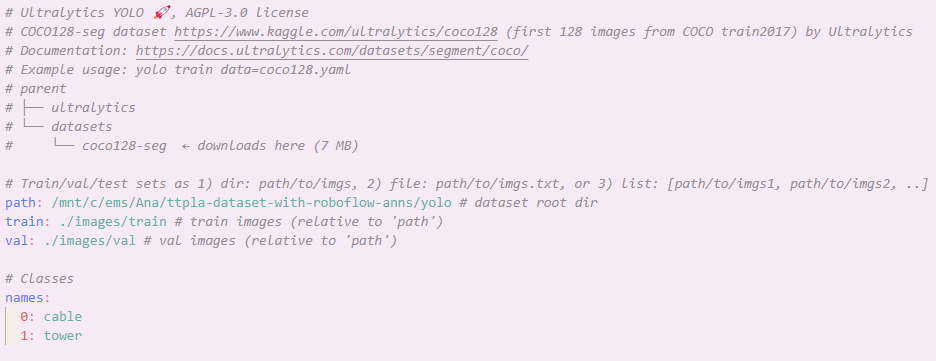 # Ultralytics YOLO 🚀, AGPL-3.0 license
# COCO128-seg dataset https://www.kaggle.com/ultralytics/coco128 (first 128 images from COCO train2017) by Ultralytics
# Documentation: https://docs.ultralytics.com/datasets/segment/coco/
# Example usage: yolo train data=coco128.yaml
# parent
# ├── ultralytics
# └── datasets
#     └── coco128-seg  ← downloads here (7 MB)

# Train/val/test sets as 1) dir: path/to/imgs, 2) file: path/to/imgs.txt, or 3) list: [path/to/imgs1, path/to/imgs2, ..]
path: /mnt/c/ems/Ana/ttpla-dataset-with-roboflow-anns/yolo # dataset root dir
train: ./images/train # train images (relative to 'path')
val: ./images/val # val images (relative to 'path')

# Classes
names:
  0: cable
  1: tower